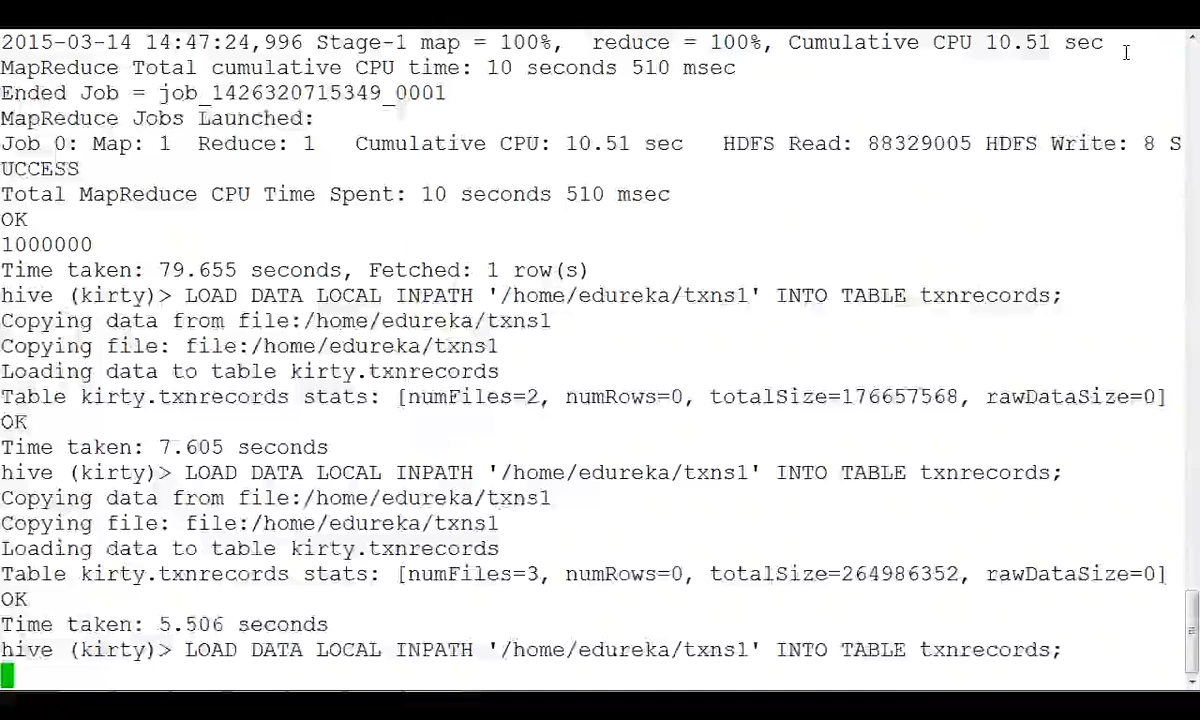 2015-03-14 14:47:24,996 Stage-1 map = 100%,  reduce = 100%, Cumulative CPU 10.51 sec
MapReduce Total cumulative CPU time: 10 seconds 510 msec
Ended Job = job_1426320715349_0001
MapReduce Jobs Launched:
Job 0: Map: 1  Reduce: 1   Cumulative CPU: 10.51 sec   HDFS Read: 88329005 HDFS Write: 8 S
UCCESS
Total MapReduce CPU Time Spent: 10 seconds 510 msec
OK
1000000
Time taken: 79.655 seconds, Fetched: 1 row(s)
hive (kirty)> LOAD DATA LOCAL INPATH '/home/edureka/txns1' INTO TABLE txnrecords;
Copying data from file:/home/edureka/txns1
Copying file: file:/home/edureka/txns1
Loading data to table kirty.txnrecords
Table kirty.txnrecords stats: [numFiles=2, numRows=0, totalSize=176657568, rawDataSize=0]
OK
Time taken: 7.605 seconds
hive (kirty)> LOAD DATA LOCAL INPATH '/home/edureka/txns1' INTO TABLE txnrecords;
Copying data from file:/home/edureka/txns1
Copying file: file:/home/edureka/txns1
Loading data to table kirty.txnrecords
Table kirty.txnrecords stats: [numFiles=3, numRows=0, totalSize=264986352, rawDataSize=0]
OK
Time taken: 5.506 seconds
hive (kirty)> LOAD DATA LOCAL INPATH '/home/edureka/txns1' INTO TABLE txnrecords;